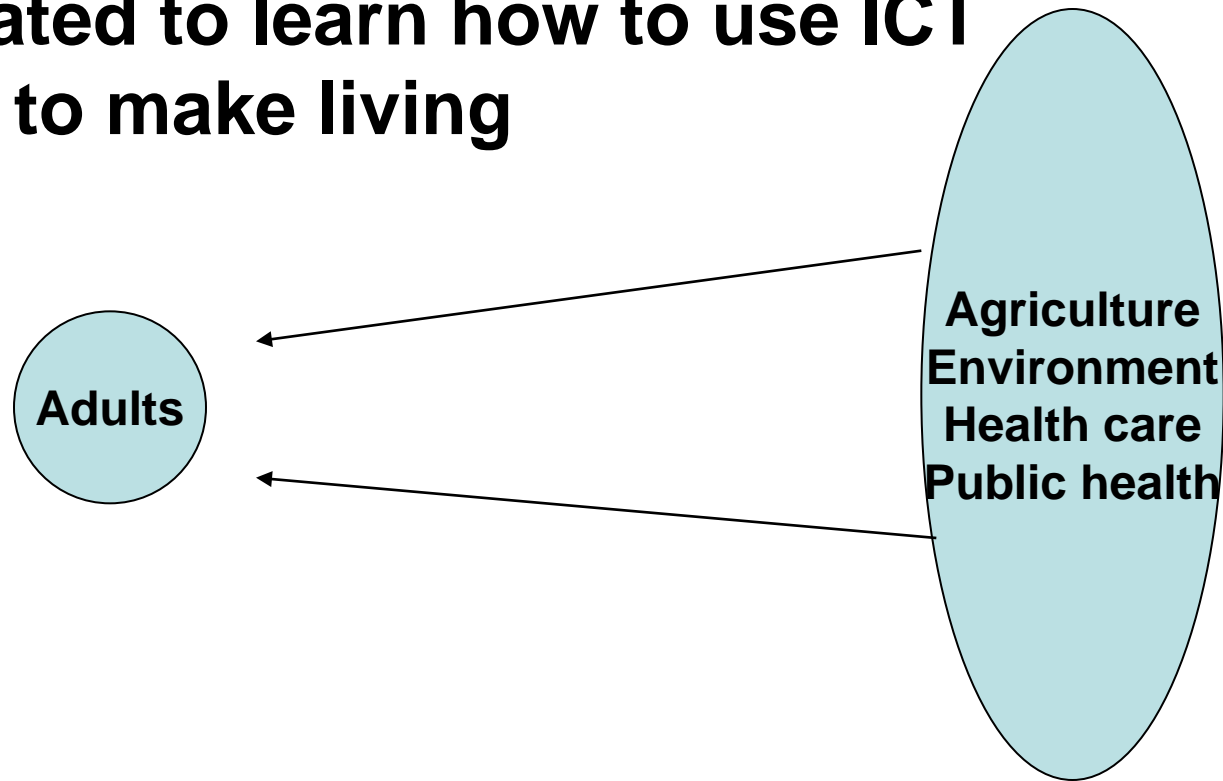 ated to learn how to use ICT
to make living
Adults
Agriculture
Environment
Health care
Public health